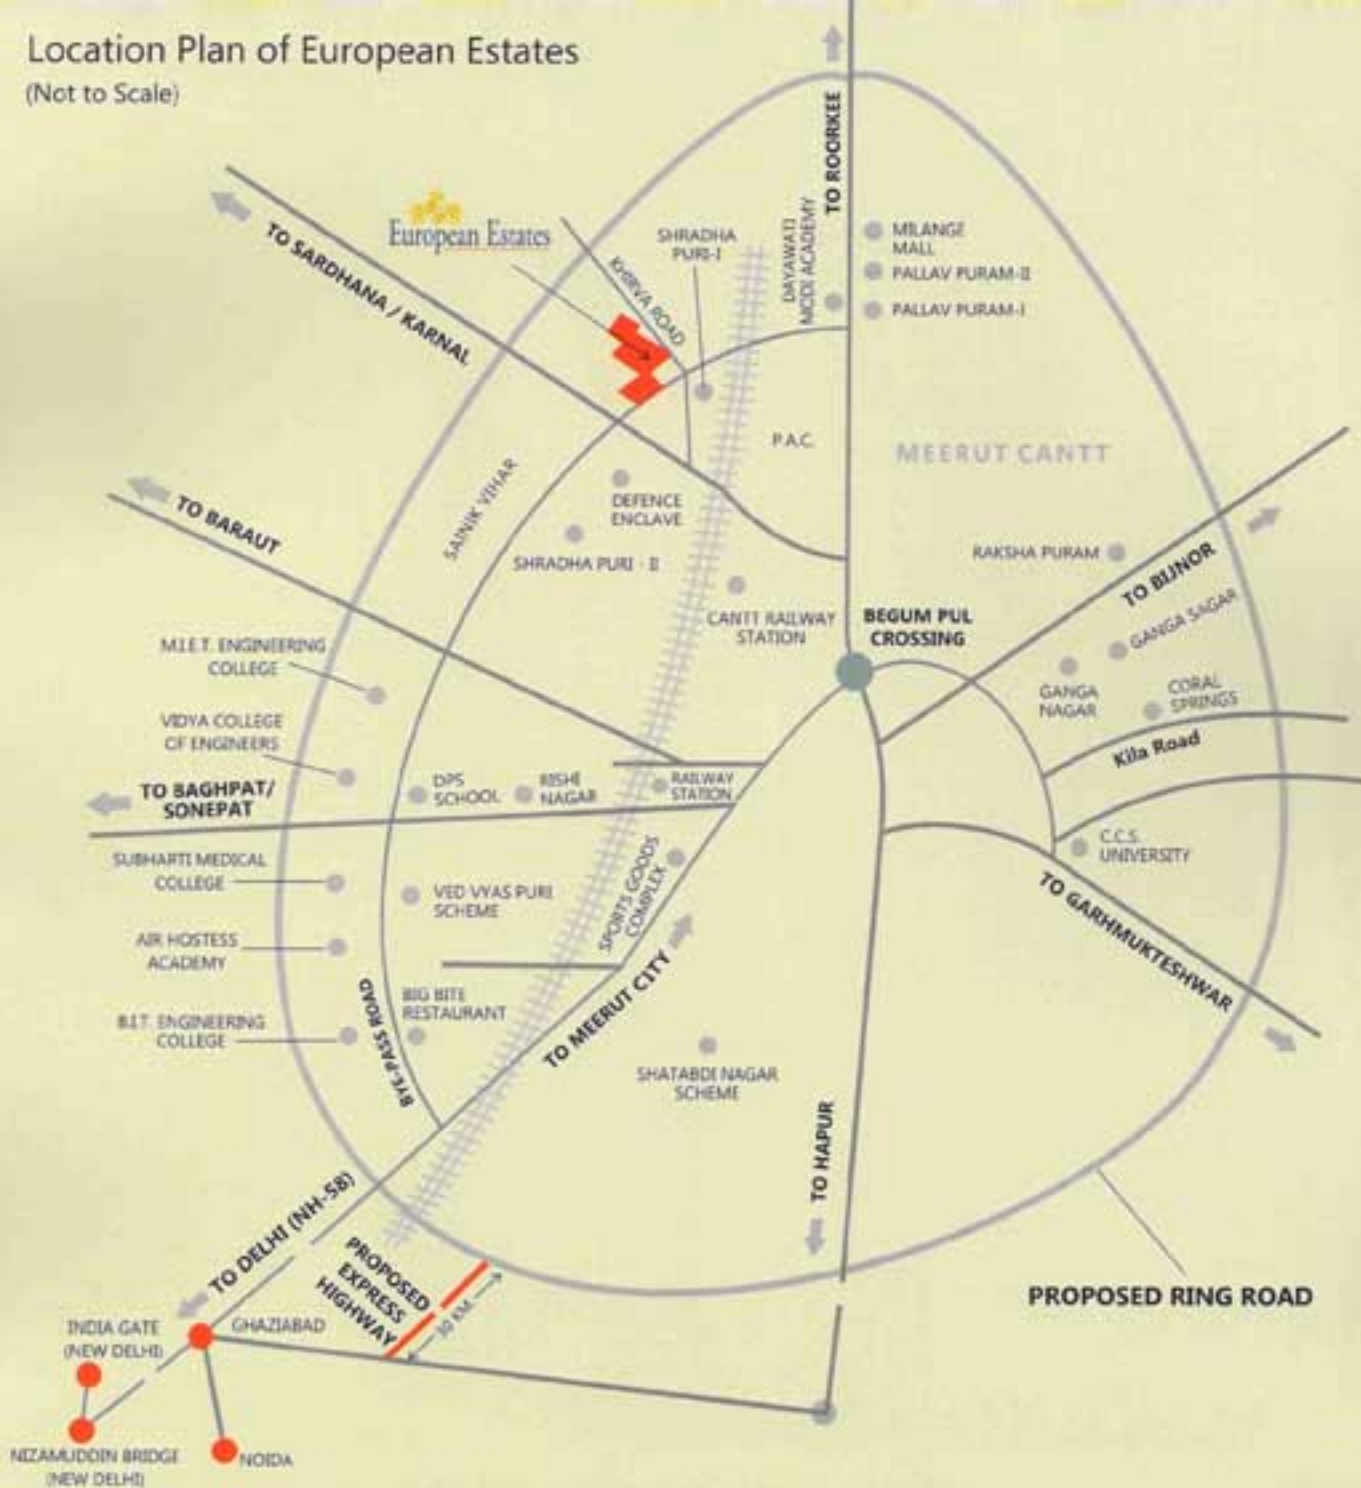 Location Plan of European Estates
(Not to Scale)
TO ROORKEE
TO SARDHANA / KARNAL
European Estates
KHIRVA ROAD
SHRADHA
PURI-I
DAYAWATI
MODI ACADEMY
MILANGE
MALL
PALLAV PURAM-II
PALLAV PURAM-I
P.A.C.
MEERUT CANTT
TO BARAUT
SAINIK VIHAR
DEFENCE
ENCLAVE
SHRADHA PURI - II
CANTT RAILWAY
STATION
BEGUM PUL
CROSSING
RAKSHA PURAM
TO BIJNOR
GANGA SAGAR
GANGA
NAGAR
CORAL
SPRINGS
Kila Road
M.I.E.T. ENGINEERING
COLLEGE
VIDYA COLLEGE
OF ENGINEERS
TO BAGHPAT/
SONEPAT
DPS
SCHOOL
RISHI
NAGAR
RAILWAY
STATION
SUBHARTI MEDICAL
COLLEGE
VED VYAS PURI
SCHEME
SPORTS GOODS
COMPLEX
C.C.S.
UNIVERSITY
TO GARHMUKTESHWAR
AIR HOSTESS
ACADEMY
B.I.T. ENGINEERING
COLLEGE
BYE-PASS ROAD
BIG BITE
RESTAURANT
TO MEERUT CITY
SHATABDI NAGAR
SCHEME
TO HAPUR
TO DELHI (NH-58)
PROPOSED
EXPRESS
HIGHWAY
30 KM.
PROPOSED RING ROAD
INDIA GATE
(NEW DELHI)
GHAZIABAD
NIZAMUDDIN BRIDGE
(NEW DELHI)
NOIDA